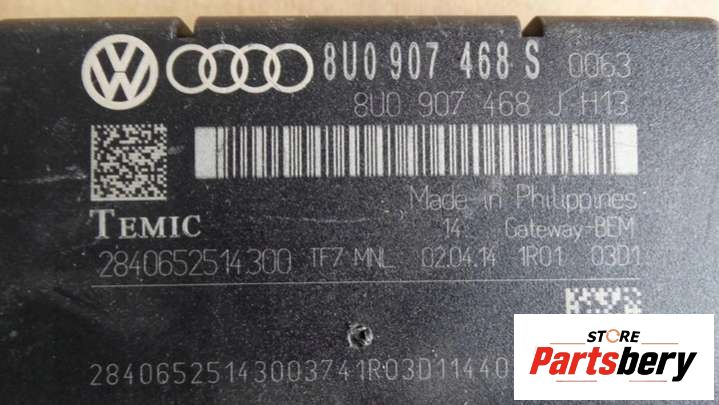 8U0 907 468 S 0063
8U0 907 468 J H13
Made in Philippines
TEMIC 14 Gateway-BEM
2840652514300 TF7 MNL 02.04.14 1R01 03D1
28406525143003741R03D11440
STORE
Partsbery